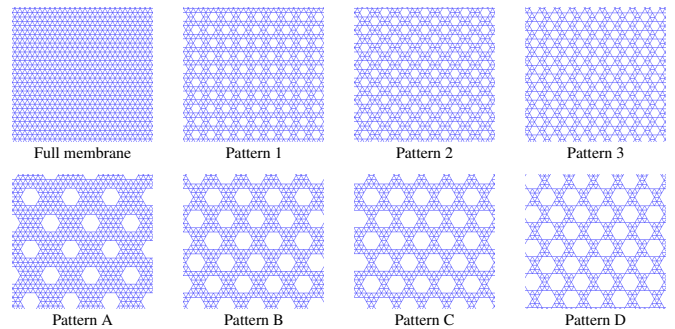 Full membrane
Pattern 1
Pattern 2
Pattern 3
Pattern A
Pattern B
Pattern C
Pattern D